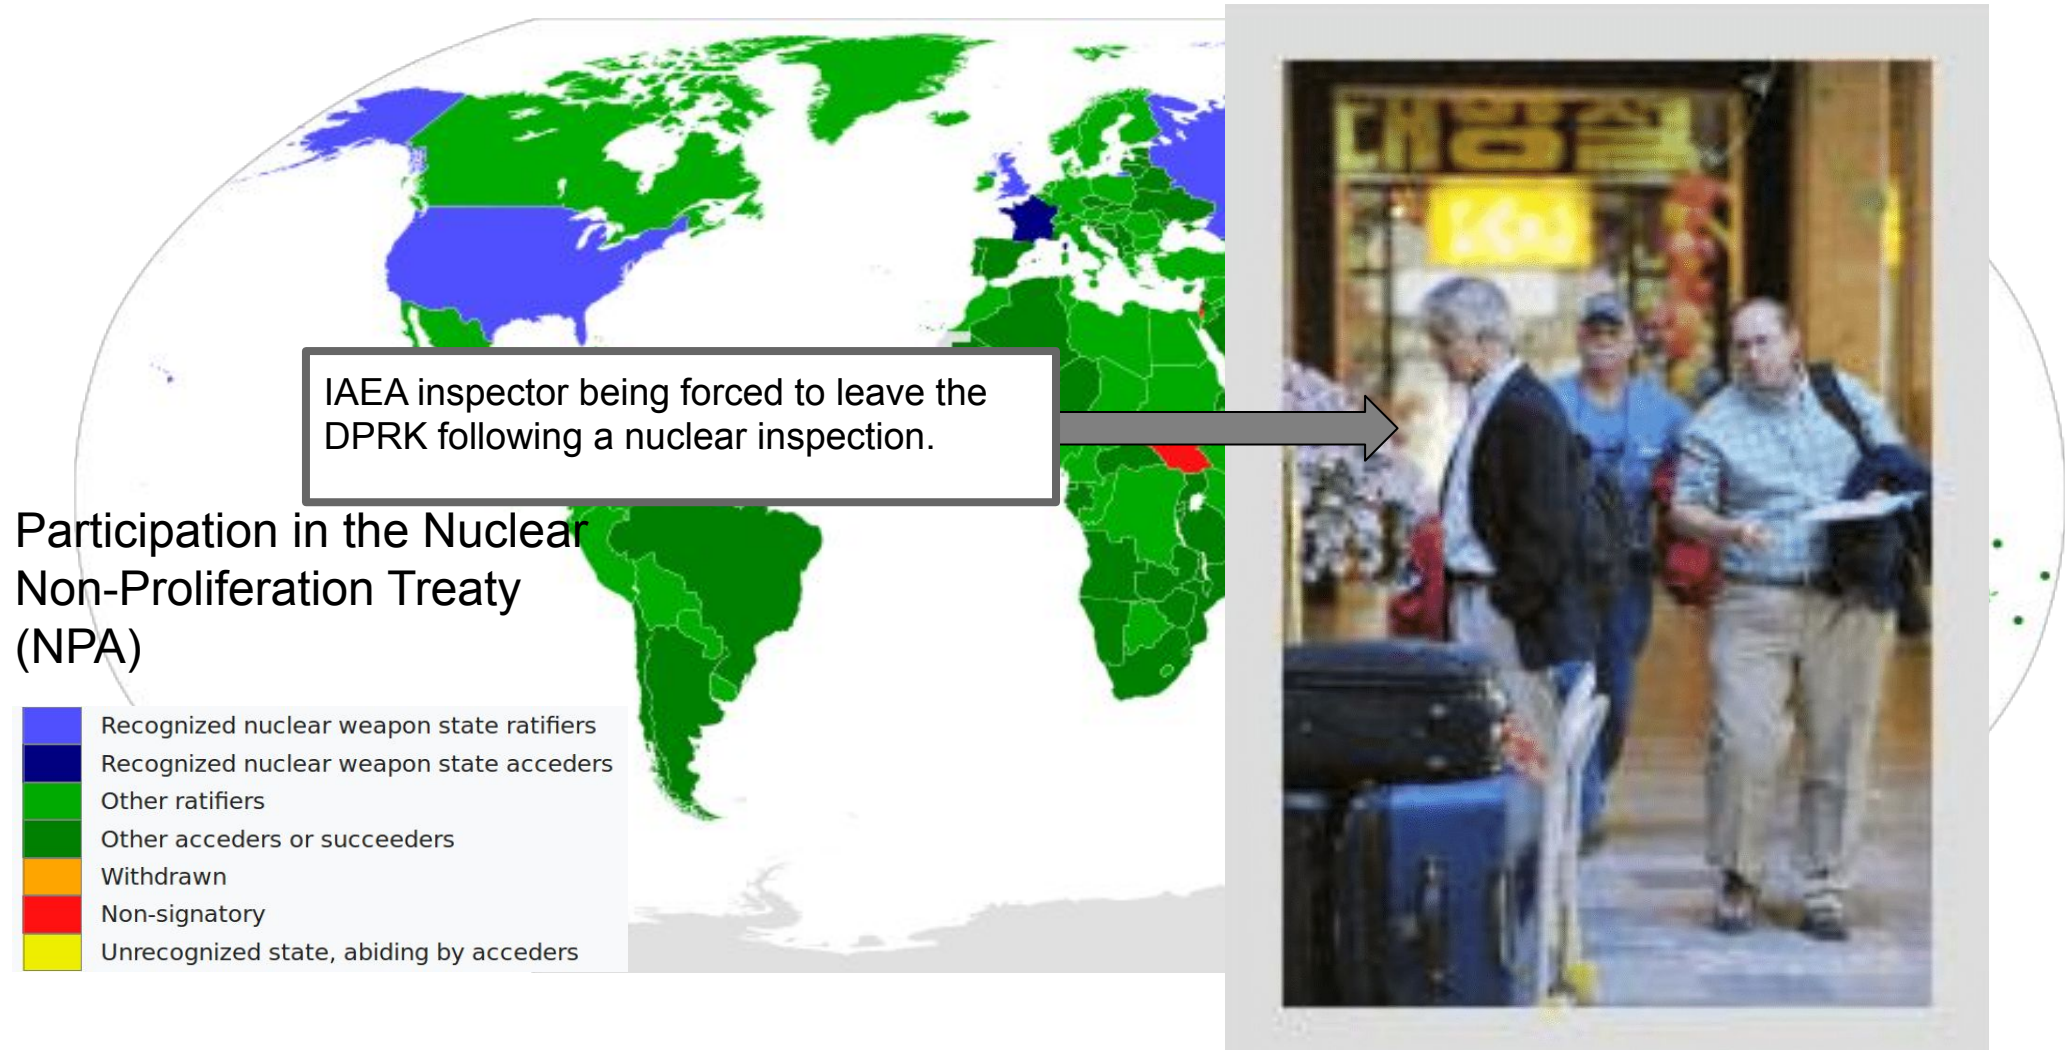 IAEA inspector being forced to leave the
DPRK following a nuclear inspection.
Participation in the Nuclear
Non-Proliferation Treaty
(NPA)
Recognized nuclear weapon state ratifiers
Recognized nuclear weapon state acceders
Other ratifiers
Other acceders or succeeders
Withdrawn
Non-signatory
Unrecognized state, abiding by acceders